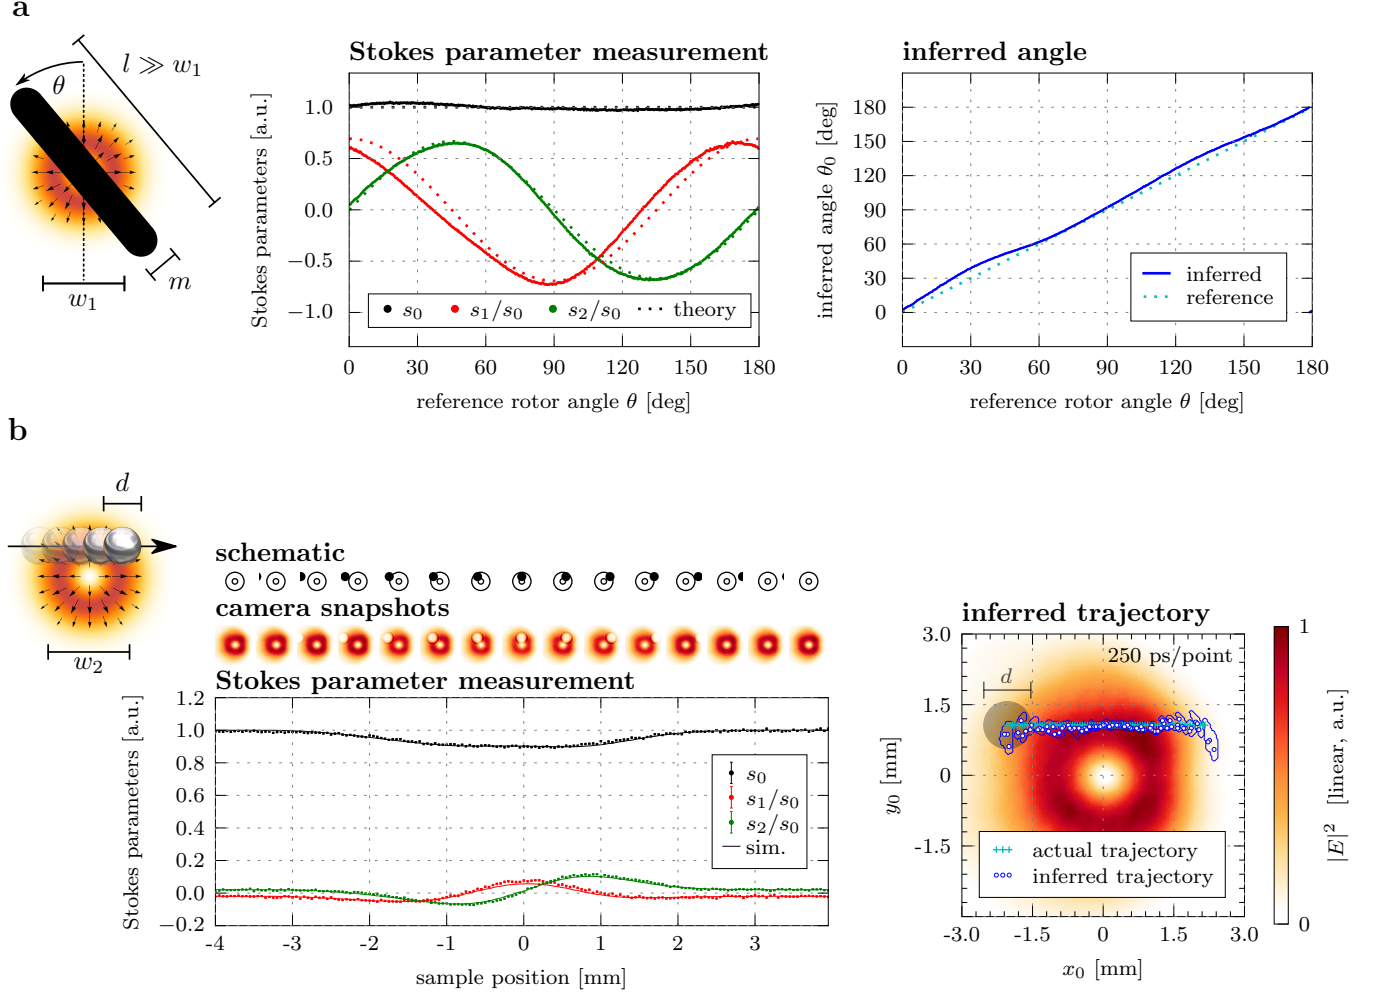 a
l ≫ w₁
θ
m
w₁
Stokes parameter measurement
Stokes parameters [a.u.]
1.0
0.5
0.0
−0.5
−1.0
s₀
s₁/s₀
s₂/s₀
theory
0 30 60 90 120 150 180
reference rotor angle θ [deg]
inferred angle
inferred angle θ₀ [deg]
180
150
120
90
60
30
0
inferred
reference
0 30 60 90 120 150 180
reference rotor angle θ [deg]
b
d
w₂
schematic
camera snapshots
Stokes parameter measurement
Stokes parameters [a.u.]
1.2
1.0
0.8
0.6
0.4
0.2
0.0
−0.2
s₀
s₁/s₀
s₂/s₀
sim.
-4 -3 -2 -1 0 1 2 3
sample position [mm]
inferred trajectory
250 ps/point
d
y₀ [mm]
3.0
1.5
0
-1.5
actual trajectory
inferred trajectory
-3.0 -1.5 0 1.5 3.0
x₀ [mm]
1
0
|E|² [linear, a.u.]